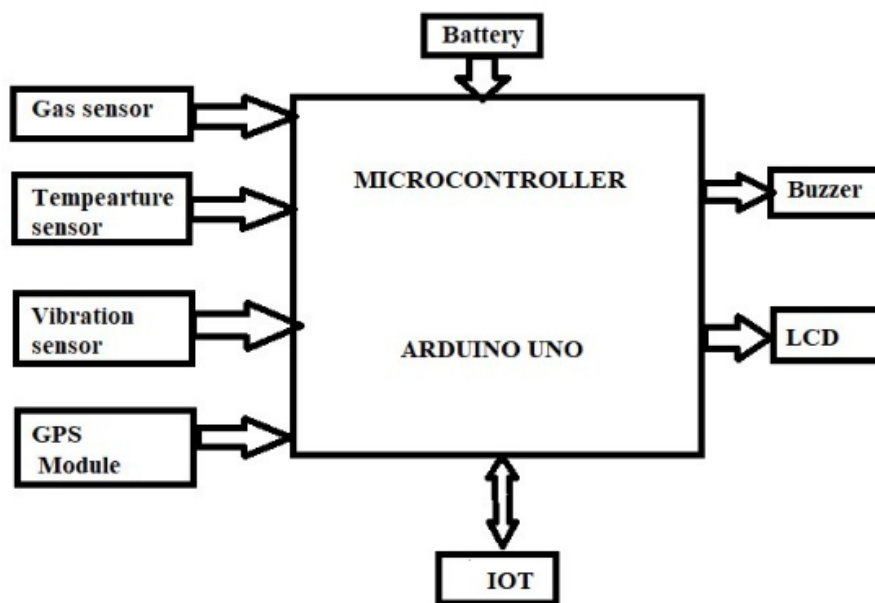 Battery
Gas sensor
MICROCONTROLLER
Tempearture
sensor
Buzzer
Vibration
sensor
ARDUINO UNO
LCD
GPS
Module
IOT